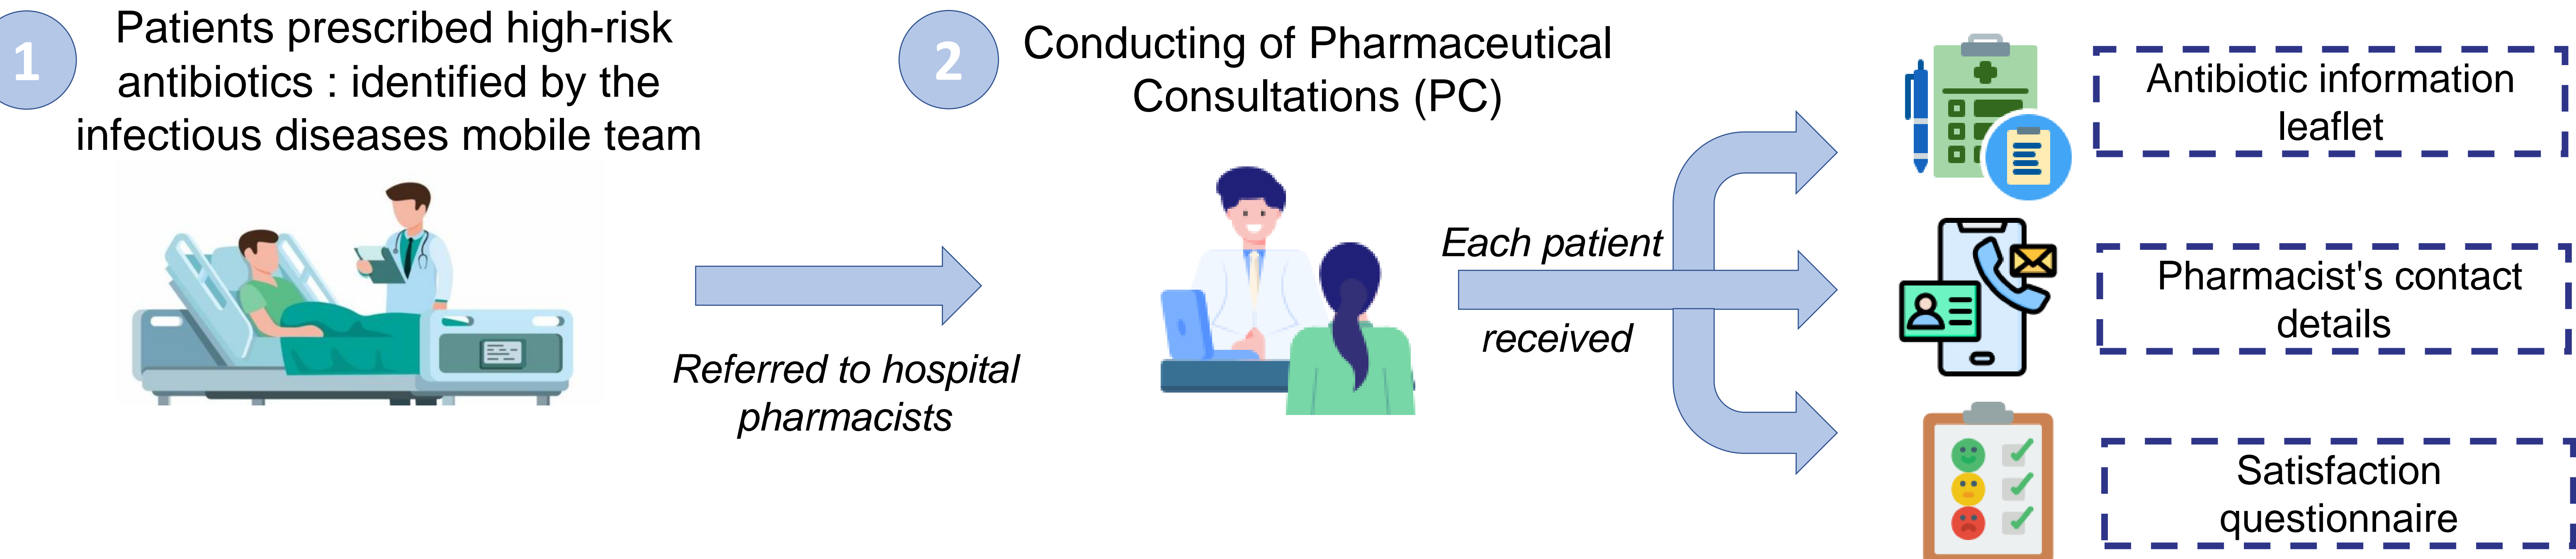 1
Patients prescribed high-risk
antibiotics : identified by the
infectious diseases mobile team
Referred to hospital
pharmacists
2
Conducting of Pharmaceutical
Consultations (PC)
Each patient
received
Antibiotic information
leaflet
Pharmacist's contact
details
Satisfaction
questionnaire